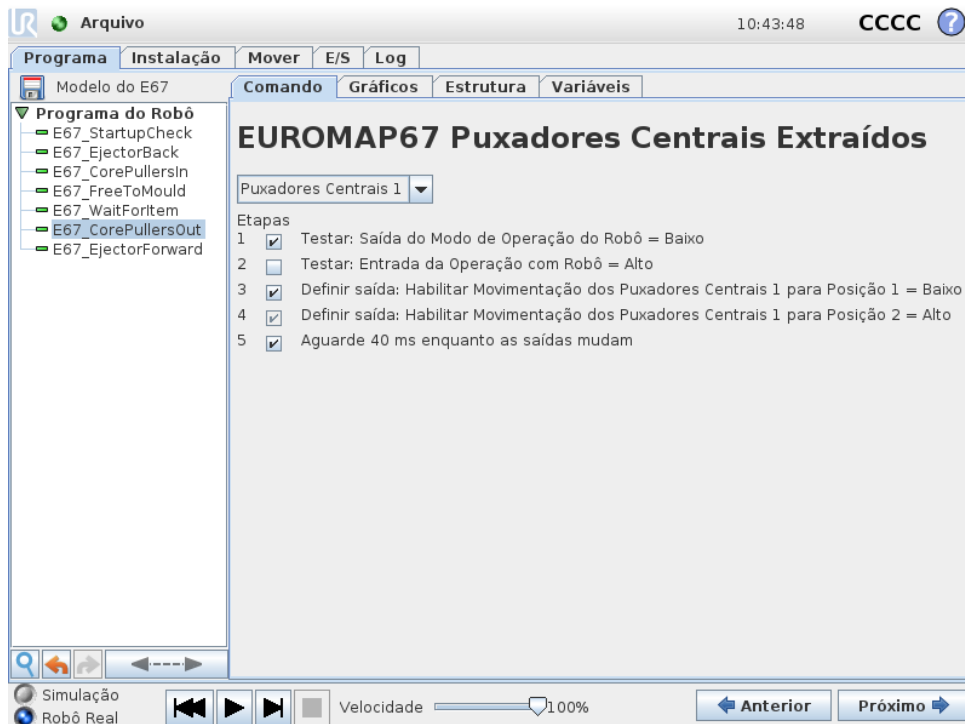 UR Arquivo 10:43:48 CCCC ?
Programa Instalação Mover E/S Log
Modelo do E67 Comando Gráficos Estrutura Variáveis
Programa do Robô
E67_StartupCheck
E67_EjectorBack
E67_CorePullersIn
E67_FreeToMould
E67_WaitForItem
E67_CorePullersOut
E67_EjectorForward
EUROMAP67 Puxadores Centrais Extraídos
Puxadores Centrais 1
Etapas
1 Testar: Saída do Modo de Operação do Robô = Baixo
2 Testar: Entrada da Operação com Robô = Alto
3 Definir saída: Habilitar Movimentação dos Puxadores Centrais 1 para Posição 1 = Baixo
4 Definir saída: Habilitar Movimentação dos Puxadores Centrais 1 para Posição 2 = Alto
5 Aguarde 40 ms enquanto as saídas mudam
Simulação
Robô Real
Velocidade 100% Anterior Próximo